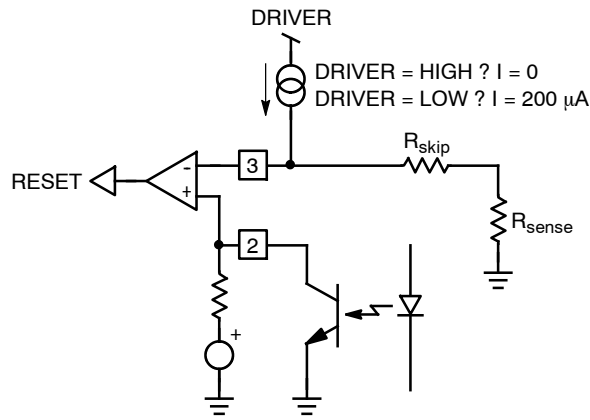 DRIVER
DRIVER = HIGH ? I = 0
DRIVER = LOW ? I = 200 μA
Rskip
3
-
RESET
+
Rsense
2
+